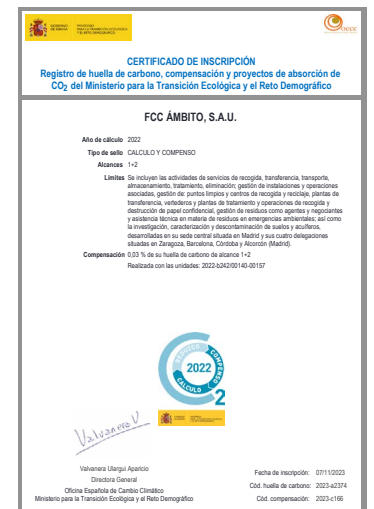 GOBIERNO DE ESPAÑA
MINISTERIO PARA LA TRANSICIÓN ECOLÓGICA Y EL RETO DEMOGRÁFICO
oecc
CERTIFICADO DE INSCRIPCIÓN
Registro de huella de carbono, compensación y proyectos de absorción de
CO2 del Ministerio para la Transición Ecológica y el Reto Demográfico
FCC ÁMBITO, S.A.U.
Año de cálculo 2022
Tipo de sello CALCULO Y COMPENSO
Alcances 1+2
Límites Se incluyen las actividades de servicios de recogida, transferencia, transporte,
almacenamiento, tratamiento, eliminación; gestión de instalaciones y operaciones
asociadas, gestión de: puntos limpios y centros de recogida y reciclaje, plantas de
transferencia, vertederos y plantas de tratamiento y operaciones de recogida y
destrucción de papel confidencial, gestión de residuos como agentes y negociantes
y asistencia técnica en materia de residuos en emergencias ambientales; así como
la investigación, caracterización y descontaminación de suelos y acuíferos,
desarrolladas en su sede central situada en Madrid y sus cuatro delegaciones
situadas en Zaragoza, Barcelona, Córdoba y Alcorcón (Madrid).
Compensación 0,03 % de su huella de carbono de alcance 1+2
Realizada con las unidades: 2022-b242/00140-00157
REDUZCO
COMPENSO
CALCULO
2022
2
Valvanera U
Valvanera Ulargui Aparicio
Directora General
Oficina Española de Cambio Climático
Ministerio para la Transición Ecológica y el Reto Demográfico
Fecha de inscripción: 07/11/2023
Cód. huella de carbono: 2023-a2374
Cód. compensación: 2023-c166